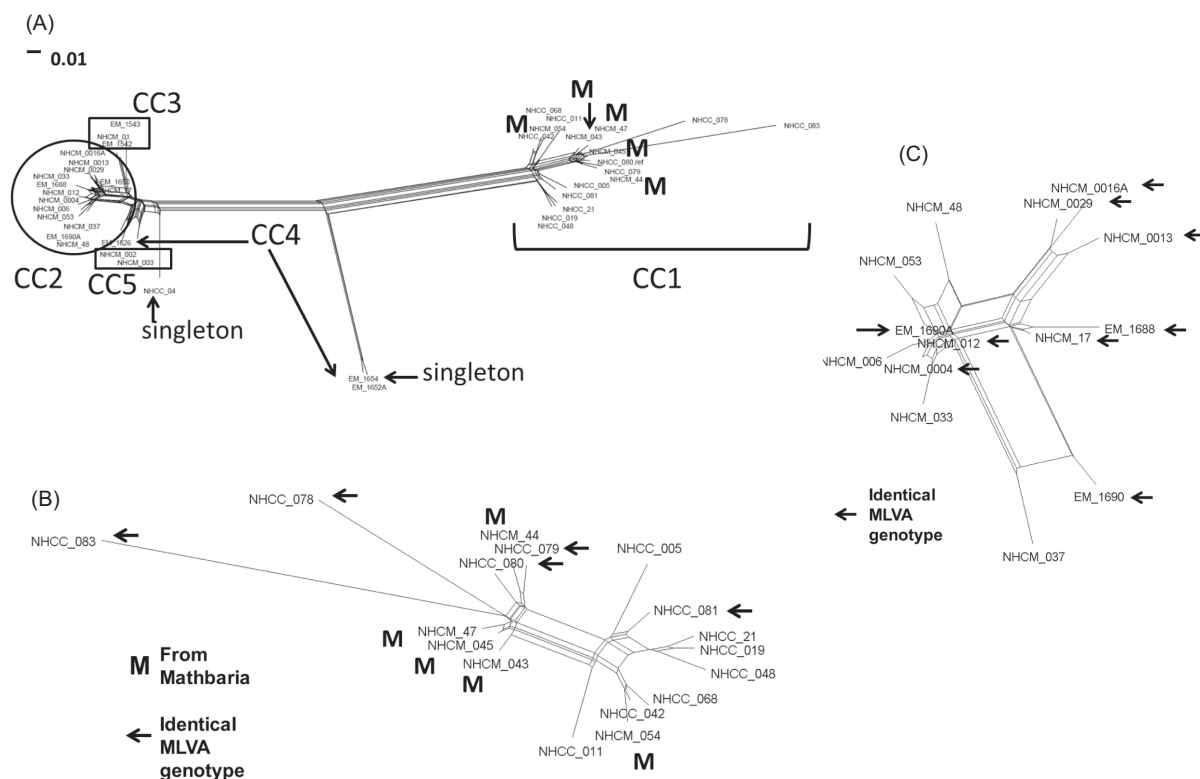 (A)
0.01
CC3
EM_1543
NHCM_01
EM_1542
NHCM_0016A
NHCM_0013
NHCM_0029
NHCM_033
EM_1688
NHCM_012
NHCM_0004
NHCM_006
NHCM_053
NHCM_037
EM_1690A
NHCM_48
EM_1626
NHCM_002
NHCM_003
CC2
CC5
CC4
NHCC_04
singleton
EM_1654
EM_1652A
singleton
M
M
M
M
M
NHCC_068
NHCC_011
NHCM_054
NHCC_042
NHCM_47
NHCM_043
NHCC_078
NHCC_083
NHCM_045
NHCC_080.ref
NHCC_079
NHCM_44
NHCC_005
NHCC_081
NHCC_21
NHCC_019
NHCC_048
CC1
(C)
NHCM_0016A
NHCM_0029
NHCM_48
NHCM_0013
NHCM_053
EM_1690A
EM_1688
NHCM_012
NHCM_17
NHCM_006
NHCM_0004
NHCM_033
EM_1690
NHCM_037
Identical
MLVA
genotype
(B)
NHCC_078
NHCC_083
M
NHCM_44
NHCC_079
NHCC_080
NHCC_005
NHCC_081
NHCC_21
NHCC_019
NHCC_048
NHCM_47
NHCM_045
NHCM_043
M
M
M
NHCC_068
NHCC_042
NHCM_054
NHCC_011
M
M From
Mathbaria
Identical
MLVA
genotype